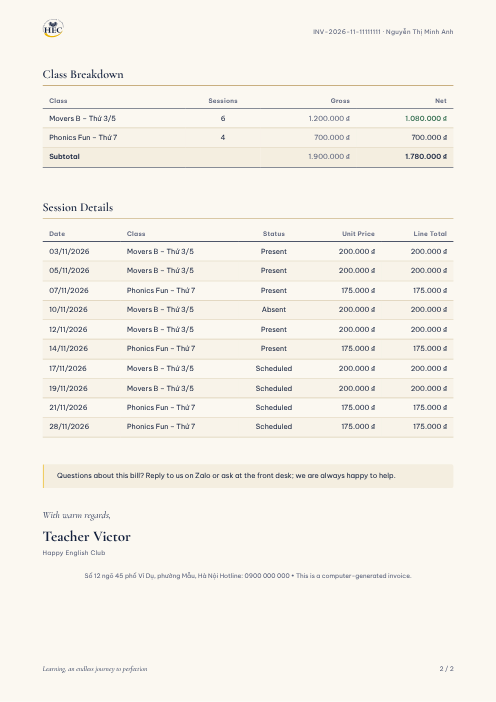 HEC
INV-2026-11-11111111 · Nguyễn Thị Minh Anh
Class Breakdown
Class Sessions Gross Net
Movers B – Thứ 3/5 6 1.200.000 ₫ 1.080.000 ₫
Phonics Fun – Thứ 7 4 700.000 ₫ 700.000 ₫
Subtotal 1.900.000 ₫ 1.780.000 ₫
Session Details
Date Class Status Unit Price Line Total
03/11/2026 Movers B – Thứ 3/5 Present 200.000 ₫ 200.000 ₫
05/11/2026 Movers B – Thứ 3/5 Present 200.000 ₫ 200.000 ₫
07/11/2026 Phonics Fun – Thứ 7 Present 175.000 ₫ 175.000 ₫
10/11/2026 Movers B – Thứ 3/5 Absent 200.000 ₫ 200.000 ₫
12/11/2026 Movers B – Thứ 3/5 Present 200.000 ₫ 200.000 ₫
14/11/2026 Phonics Fun – Thứ 7 Present 175.000 ₫ 175.000 ₫
17/11/2026 Movers B – Thứ 3/5 Scheduled 200.000 ₫ 200.000 ₫
19/11/2026 Movers B – Thứ 3/5 Scheduled 200.000 ₫ 200.000 ₫
21/11/2026 Phonics Fun – Thứ 7 Scheduled 175.000 ₫ 175.000 ₫
28/11/2026 Phonics Fun – Thứ 7 Scheduled 175.000 ₫ 175.000 ₫
Questions about this bill? Reply to us on Zalo or ask at the front desk; we are always happy to help.
With warm regards,
Teacher Victor
Happy English Club
Số 12 ngõ 45 phố Ví Dụ, phường Mẫu, Hà Nội Hotline: 0900 000 000 • This is a computer-generated invoice.
Learning, an endless journey to perfection
2 / 2